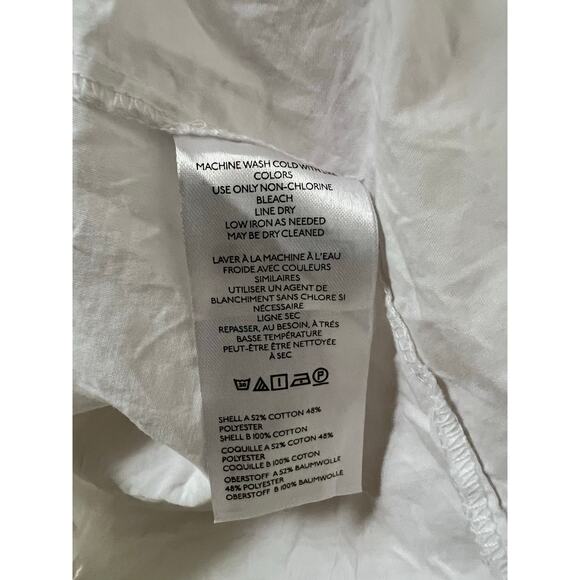 MACHINE WASH COLD WITH LIKE
COLORS
USE ONLY NON-CHLORINE
BLEACH
LINE DRY
LOW IRON AS NEEDED
MAY BE DRY CLEANED
LAVER À LA MACHINE À L'EAU
FROIDE AVEC COULEURS
SIMILAIRES
UTILISER UN AGENT DE
BLANCHIMENT SANS CHLORE SI
NÉCESSAIRE
LIGNE SEC
REPASSER, AU BESOIN, À TRÉS
BASSE TEMPÉRATURE
PEUT-ÊTRE ÊTRE NETTOYÉE
À SEC
30
P
SHELL A 52% COTTON 48%
POLYESTER
SHELL B 100% COTTON
COQUILLE A 52% COTTON 48%
POLYESTER
COQUILLE B 100% COTON
OBERSTOFF A 52% BAUMWOLLE
48% POLYESTER
OBERSTOFF B 100% BAUMWOLLE